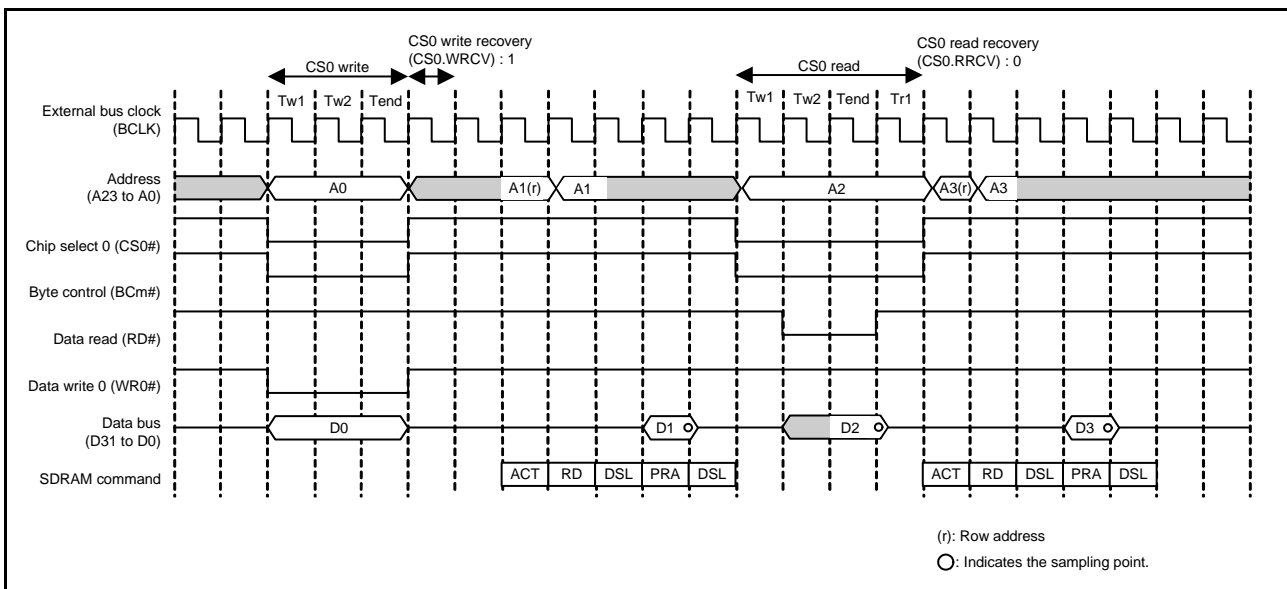 CS0 write recovery
(CS0.WRCV) : 1
CS0 read recovery
(CS0.RRCV) : 0
CS0 write
CS0 read
Tw1 Tw2 Tend
Tw1 Tw2 Tend Tr1
External bus clock
(BCLK)
Address
(A23 to A0)
A0 A1(r) A1 A2 A3(r) A3
Chip select 0 (CS0#)
Byte control (BCm#)
Data read (RD#)
Data write 0 (WR0#)
Data bus
(D31 to D0)
D0 D1 D2 D3
SDRAM command
ACT RD DSL PRA DSL ACT RD DSL PRA DSL
(r): Row address
: Indicates the sampling point.